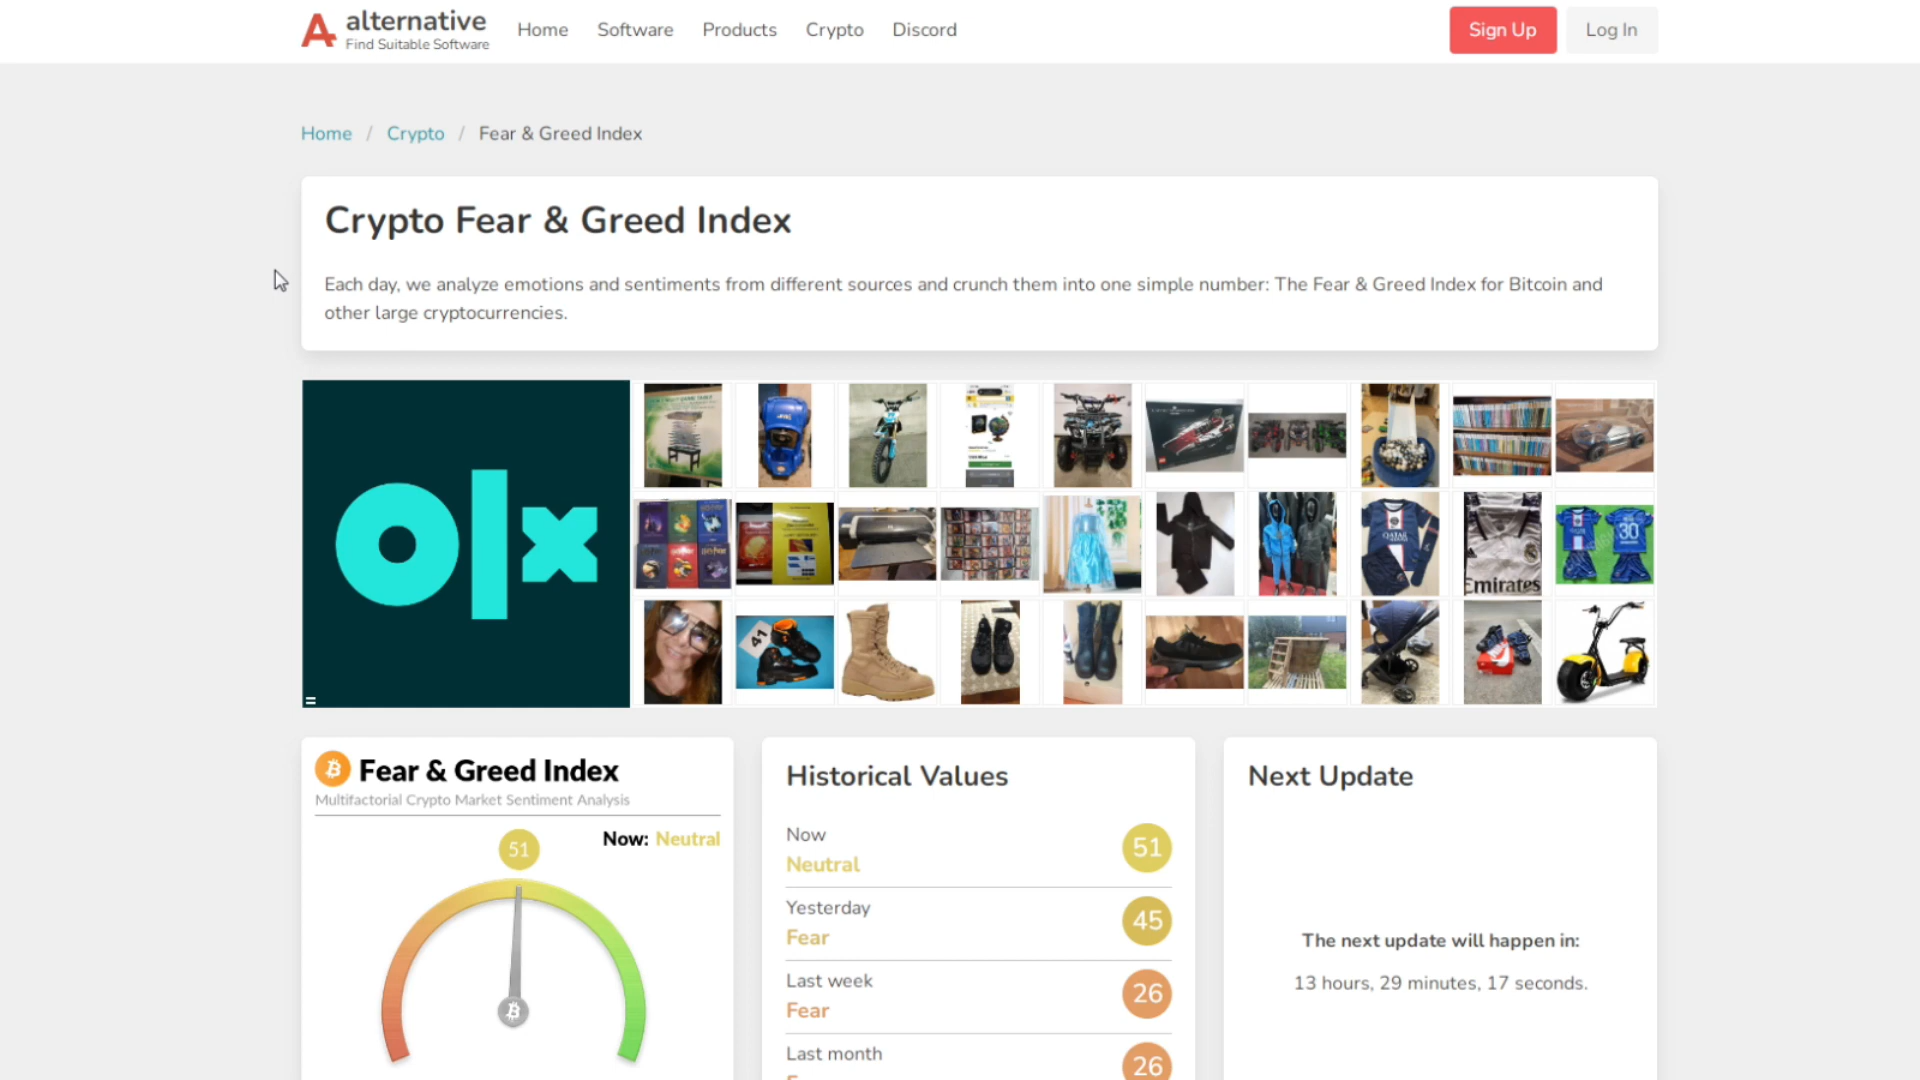 alternative
Find Suitable Software
Home
Software
Products
Crypto
Discord
Sign Up
Log In
Home / Crypto / Fear & Greed Index
Crypto Fear & Greed Index
Each day, we analyze emotions and sentiments from different sources and crunch them into one simple number: The Fear & Greed Index for Bitcoin and
other large cryptocurrencies.
olx
QATAR
Emirates
30
41
Fear & Greed Index
Multifactorial Crypto Market Sentiment Analysis
Now: Neutral
51
Historical Values
Now
Neutral
51
Yesterday
Fear
45
Last week
Fear
26
Last month
26
Next Update
The next update will happen in:
13 hours, 29 minutes, 17 seconds.